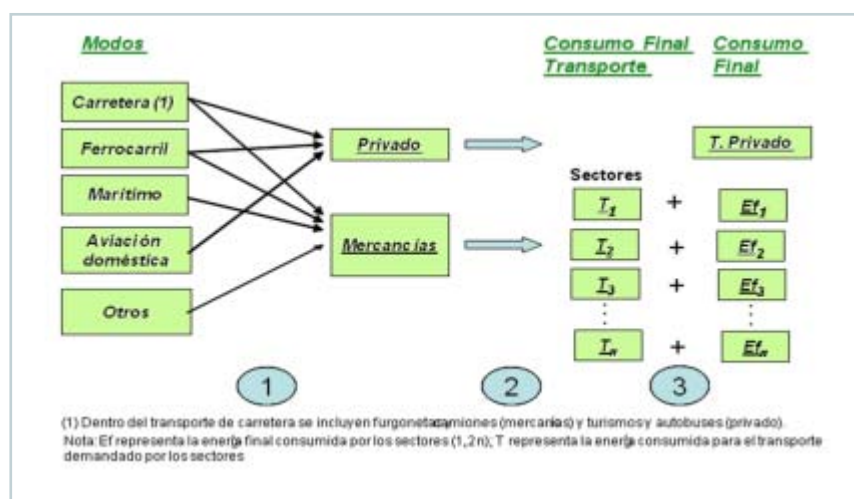 Modos
Consumo Final Transporte
Consumo Final
Carretera (1)
Ferrocarril
Marítimo
Aviación doméstica
Otros
Privado
Mercancías
T. Privado
Sectores
T1 + Ef1
T2 + Ef2
T3 + Ef3
Tn + Efn
1
2
3
(1) Dentro del transporte de carretera se incluyen furgonetas camiones (mercanías) y turismos y autobuses (privado).
Nota: Ef representa la energía final consumida por los sectores (1, 2n); T representa la energía consumida para el transporte
demandado por los sectores